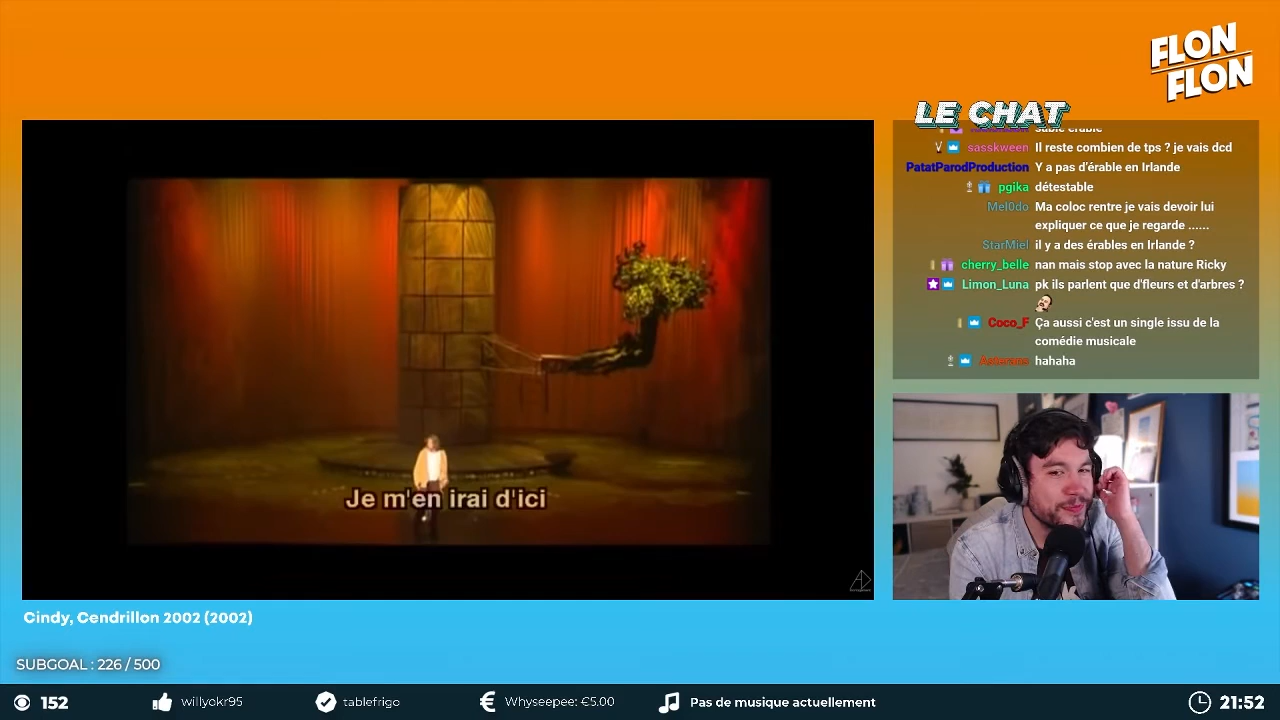 FLON
FLON
LE CHAT
sable érable
sasskween Il reste combien de tps ? je vais dcd
PatatParodProduction Y a pas d'érable en Irlande
pgika détestable
Mel0do Ma coloc rentre je vais devoir lui
expliquer ce que je regarde ......
StarMiel il y a des érables en Irlande ?
cherry_belle nan mais stop avec la nature Ricky
Limon_Luna pk ils parlent que d'fleurs et d'arbres ?
Coco_F Ça aussi c'est un single issu de la
comédie musicale
hahaha
Je m'en irai d'ici
Cindy, Cendrillon 2002 (2002)
SUBGOAL : 226 / 500
152 willyokr95 tablefrigo € Whyseepee: €5.00 Pas de musique actuellement 21:52